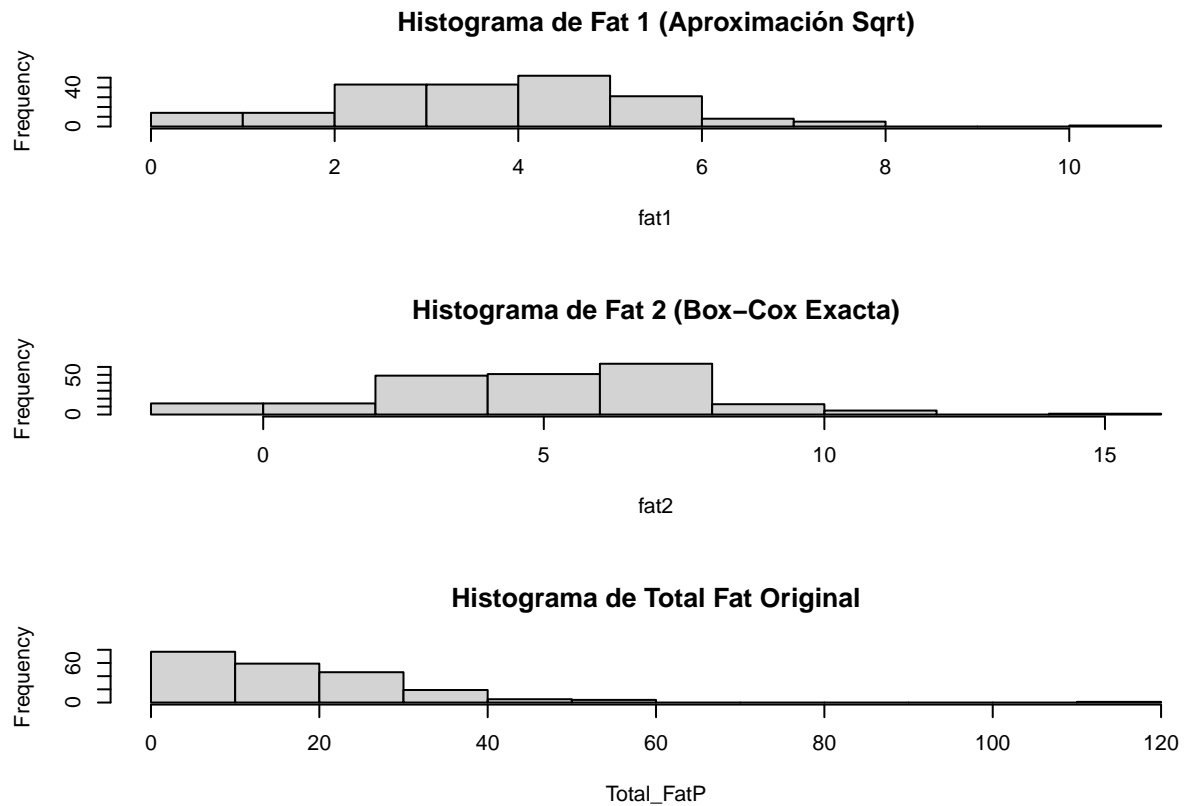 Histograma de Fat 1 (Aproximación Sqrt)
Frequency
0 40
0 2 4 6 8 10
fat1
Histograma de Fat 2 (Box−Cox Exacta)
Frequency
0 50
0 5 10 15
fat2
Histograma de Total Fat Original
Frequency
0 60
0 20 40 60 80 100 120
Total_FatP